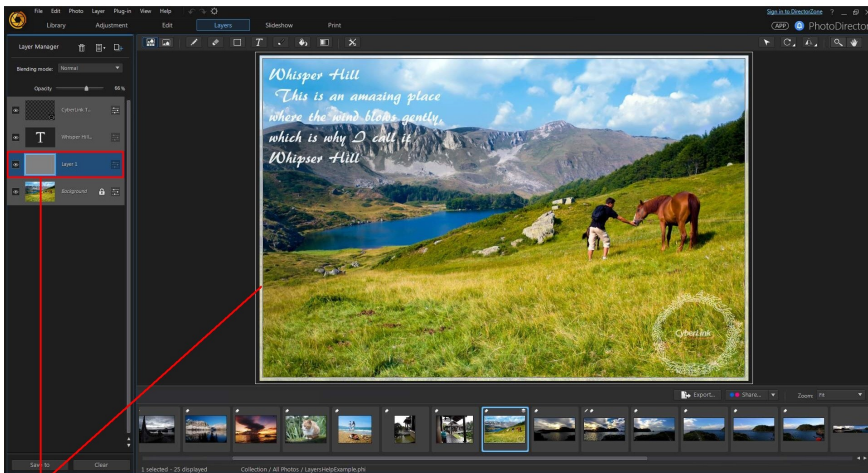 File Edit Photo Layer Plug-in View Help
Sign in to DirectorZone ?
Library Adjustment Edit Layers Slideshow Print
APP PhotoDirector
Layer Manager
Blending mode: Normal
Opacity
CyberLink T...
T Whisper Hill...
Layer 5
Background
Whisper Hill
This is an amazing place
where the wind blows gently,
which is why I call it
Whipser Hill
CyberLink
Export... Share... Zoom: Fit
Save to Clear
1 selected - 25 displayed Collection / All Photos / LayersHelpExample.phi